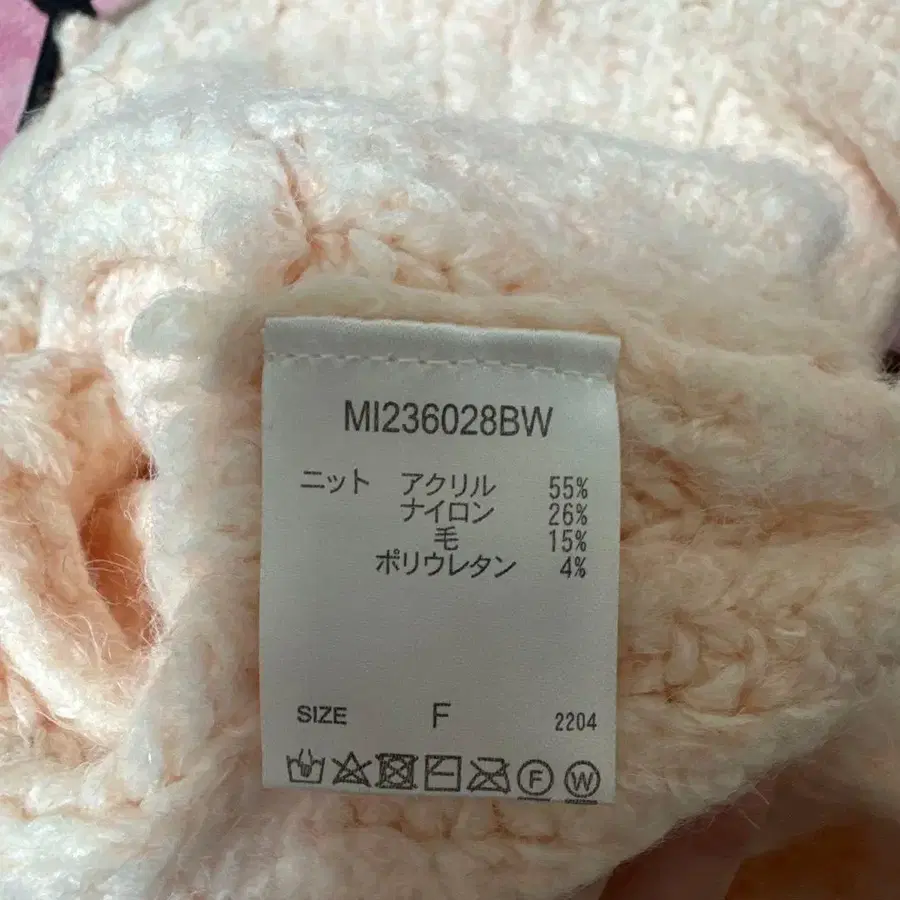 MI236028BW
ニット アクリル 55%
ナイロン 26%
毛 15%
ポリウレタン 4%
SIZE F 2204
F W